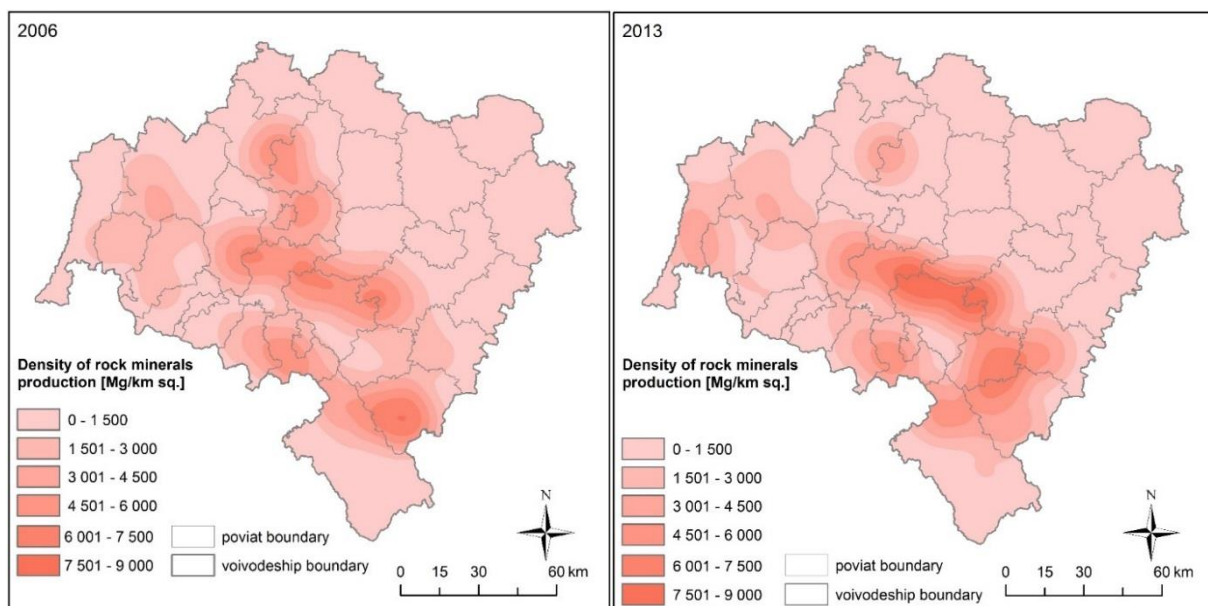 2006
Density of rock minerals
production [Mg/km sq.]
0 - 1 500
1 501 - 3 000
3 001 - 4 500
4 501 - 6 000
6 001 - 7 500
7 501 - 9 000
poviat boundary
voivodeship boundary
N
0 15 30 60 km
2013
Density of rock minerals
production [Mg/km sq.]
0 - 1 500
1 501 - 3 000
3 001 - 4 500
4 501 - 6 000
6 001 - 7 500
7 501 - 9 000
poviat boundary
voivodeship boundary
N
0 15 30 60 km